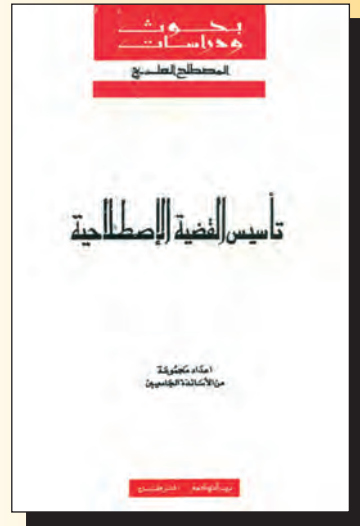 بحوث
ودراسات
المصطلح العلمي
تأسيس القضية الإصطلاحية
اعداد مجموعة
من الأساتذة الجامعيين